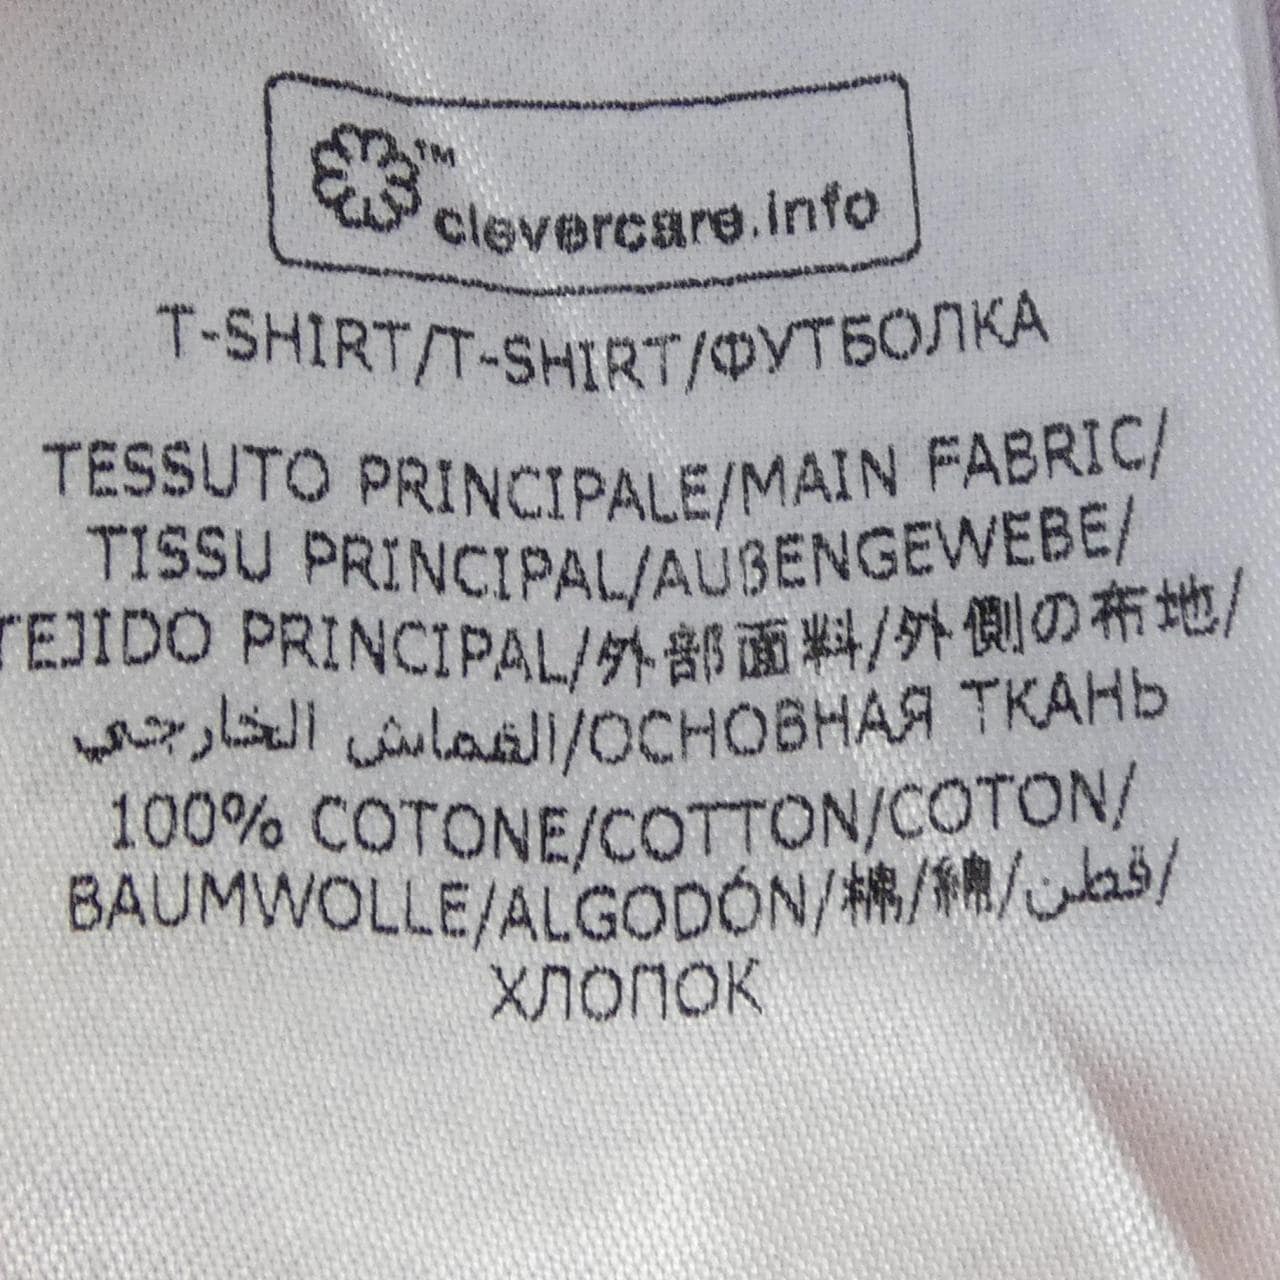 ™ clevercare.info
T-SHIRT/T-SHIRT/ФУТБОЛКА
TESSUTO PRINCIPALE/MAIN FABRIC/
TISSU PRINCIPAL/AUßENGEWEBE/
TEJIDO PRINCIPAL/外部面料/外側の布地/
القماش الخارجي/ОСНОВНАЯ ТКАНЬ
100% COTONE/COTTON/COTON/
BAUMWOLLE/ALGODÓN/棉/綿/قطن/
ХЛОПОК